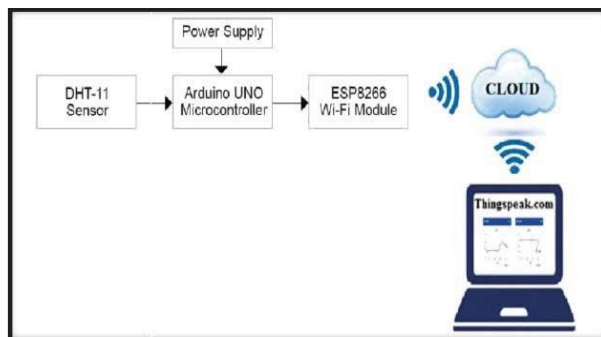 Power Supply
DHT-11
Sensor
Arduino UNO
Microcontroller
ESP8266
Wi-Fi Module
CLOUD
Thingspeak.com